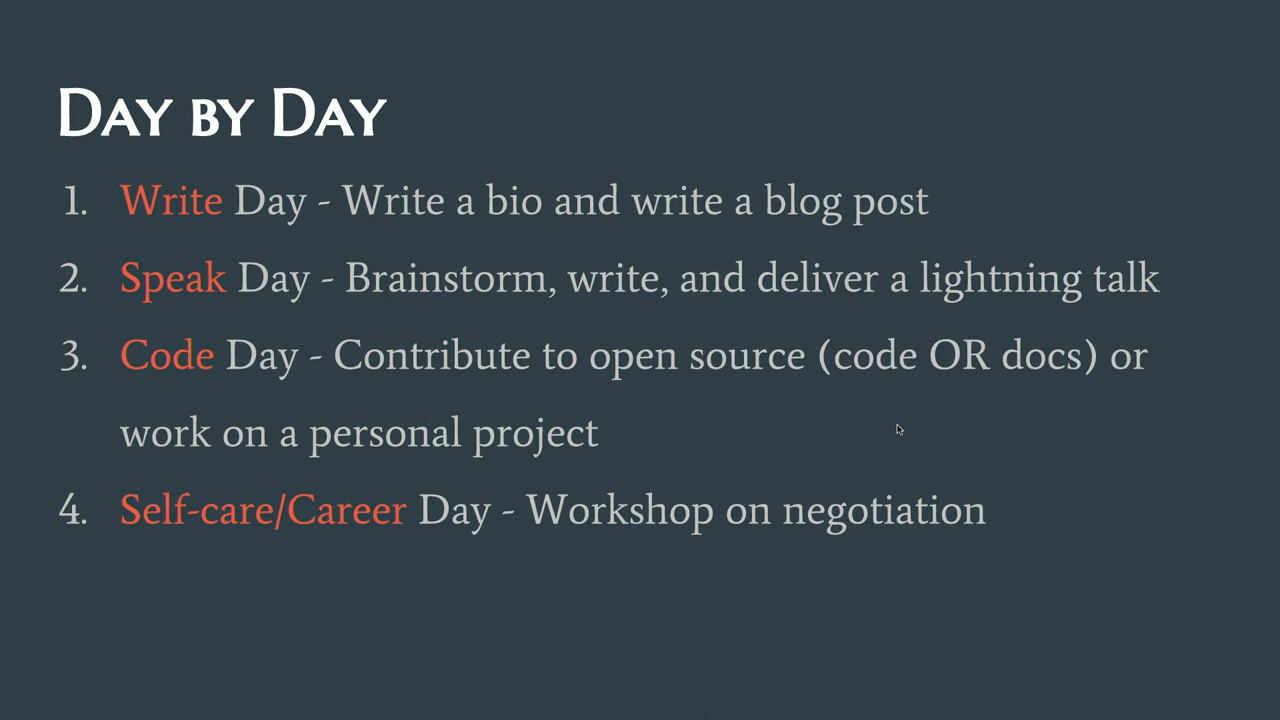 Day by Day
1. Write Day - Write a bio and write a blog post
2. Speak Day - Brainstorm, write, and deliver a lightning talk
3. Code Day - Contribute to open source (code OR docs) or
work on a personal project
4. Self-care/Career Day - Workshop on negotiation